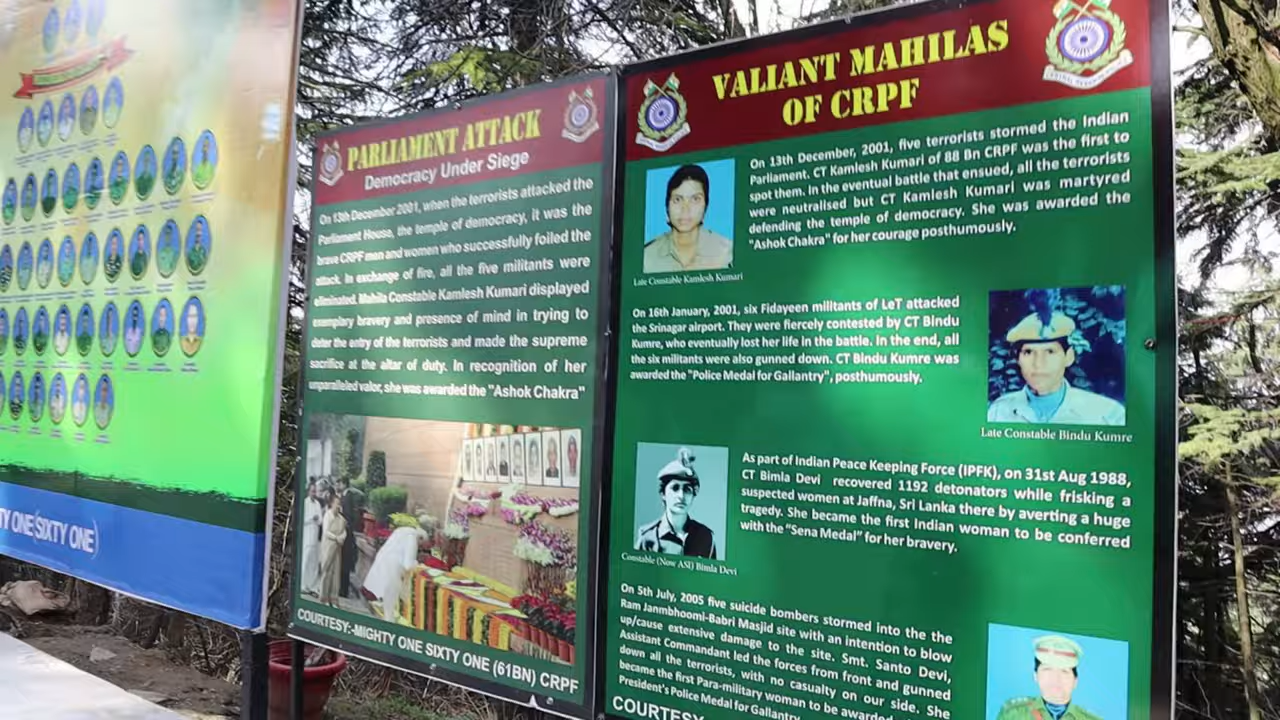 TY ONE (SIXTY ONE)
PARLIAMENT ATTACK
Democracy Under Siege
On 13th December 2001, when the terrorists attacked the
Parliament House, the temple of democracy, it was the
brave CRPF men and women who successfully foiled the
attack. In exchange of fire, all the five militants were
eliminated. Mahila Constable Kamlesh Kumari displayed
exemplary bravery and presence of mind in trying to
deter the entry of the terrorists and made the supreme
sacrifice at the altar of duty. In recognition of her
unparalleled valor, she was awarded the "Ashok Chakra"
COURTESY:-MIGHTY ONE SIXTY ONE (61BN) CRPF
VALIANT MAHILAS
OF CRPF
On 13th December, 2001, five terrorists stormed the Indian
Parliament. CT Kamlesh Kumari of 88 Bn CRPF was the first to
spot them. In the eventual battle that ensued, all the terrorists
were neutralised but CT Kamlesh Kumari was martyred
defending the temple of democracy. She was awarded the
"Ashok Chakra" for her courage posthumously.
Late Constable Kamlesh Kumari
On 16th January, 2001, six Fidayeen militants of LeT attacked
the Srinagar airport. They were fiercely contested by CT Bindu
Kumre, who eventually lost her life in the battle. In the end, all
the six militants were also gunned down. CT Bindu Kumre was
awarded the "Police Medal for Gallantry", posthumously.
Late Constable Bindu Kumre
As part of Indian Peace Keeping Force (IPFK), on 31st Aug 1988,
CT Bimla Devi recovered 1192 detonators while frisking a
suspected women at Jaffna, Sri Lanka there by averting a huge
tragedy. She became the first Indian woman to be conferred
with the "Sena Medal" for her bravery.
Constable (Now ASI) Bimla Devi
On 5th July, 2005 five suicide bombers stormed into the the
Ram Janmbhoomi-Babri Masjid site with an intention to blow
up/cause extensive damage to the site. Smt. Santo Devi,
Assistant Commandant led the forces from front and gunned
down all the terrorists, with no casualty on our side. She
became the first Para-military woman to be awarded
President's Police Medal for Gallantry
COURTESY